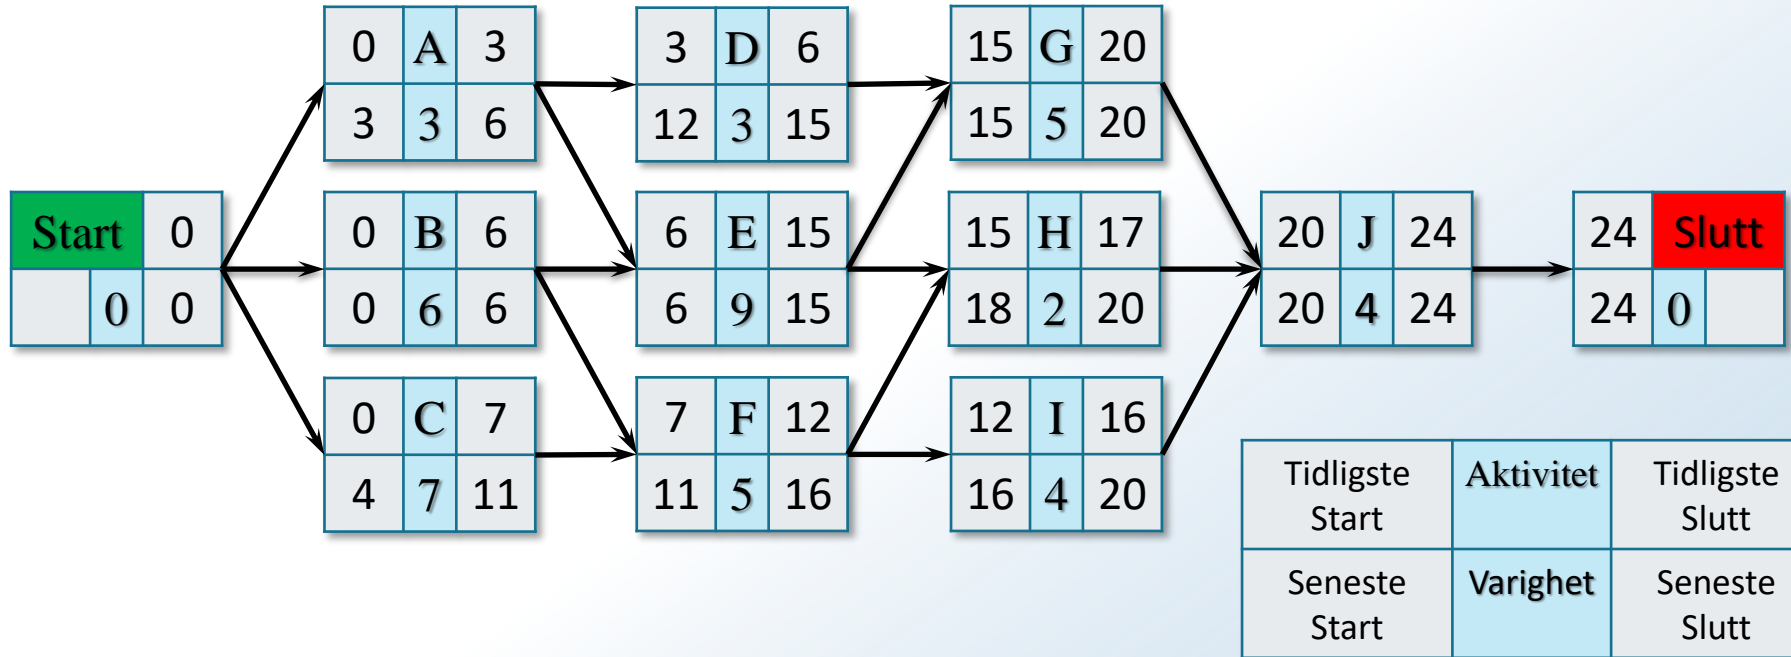 0 A 3
3 3 6
3 D 6
12 3 15
15 G 20
15 5 20
Start 0
0 0
0 B 6
0 6 6
6 E 15
6 9 15
15 H 17
18 2 20
20 J 24
20 4 24
24 Slutt
24 0
0 C 7
4 7 11
7 F 12
11 5 16
12 I 16
16 4 20
Tidligste
Start
Aktivitet
Tidligste
Slutt
Seneste
Start
Varighet
Seneste
Slutt